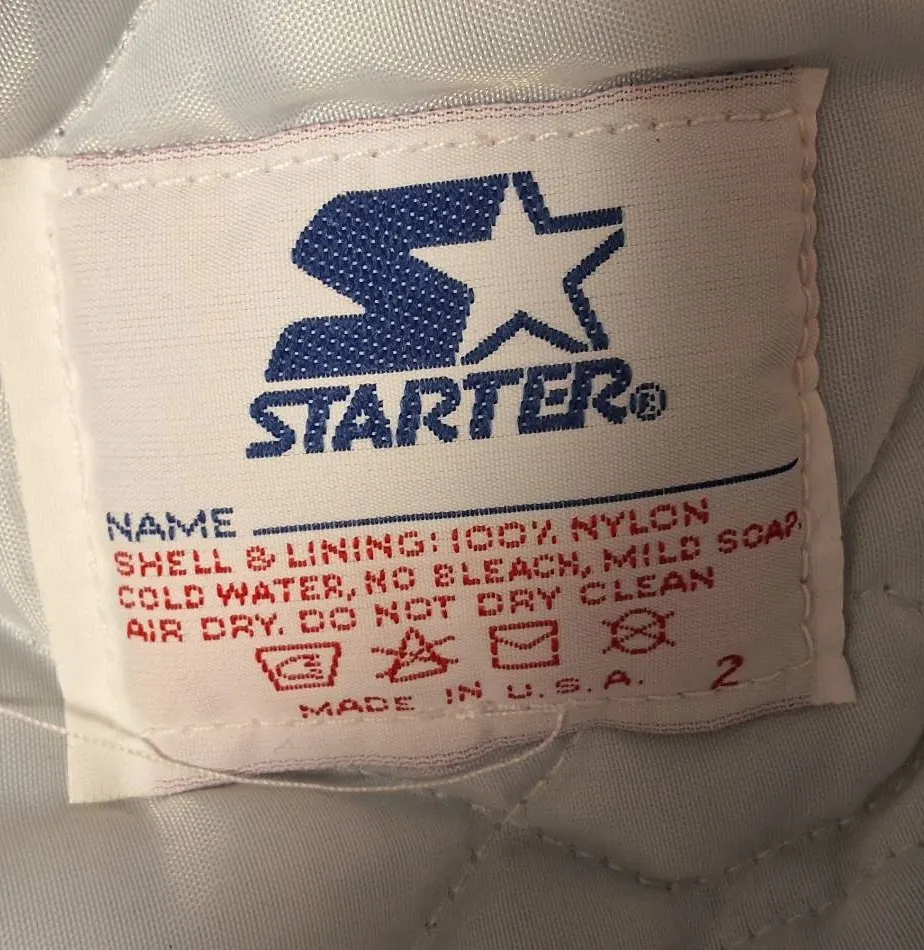 STARTER®
NAME
SHELL & LINING: 100% NYLON
COLD WATER, NO BLEACH, MILD SOAP,
AIR DRY. DO NOT DRY CLEAN
MADE IN U.S.A. 2